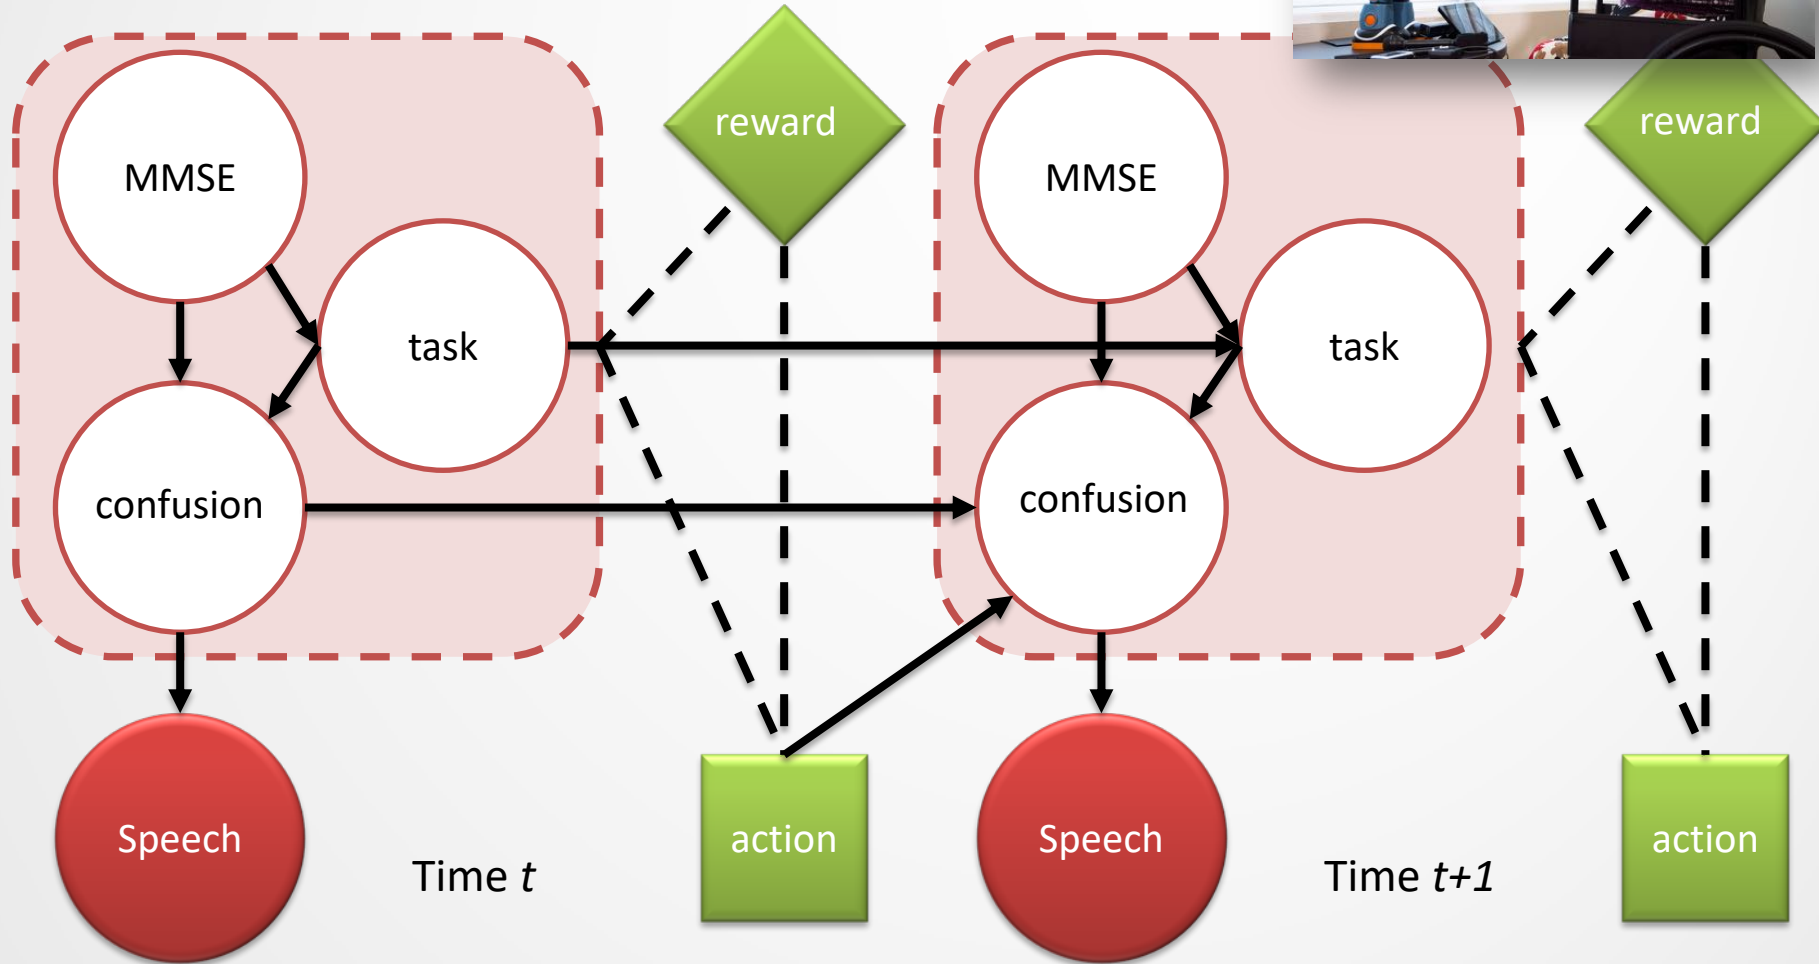 reward
reward
MMSE
MMSE
task
task
confusion
confusion
Speech
action
Speech
action
Time t
Time t+1